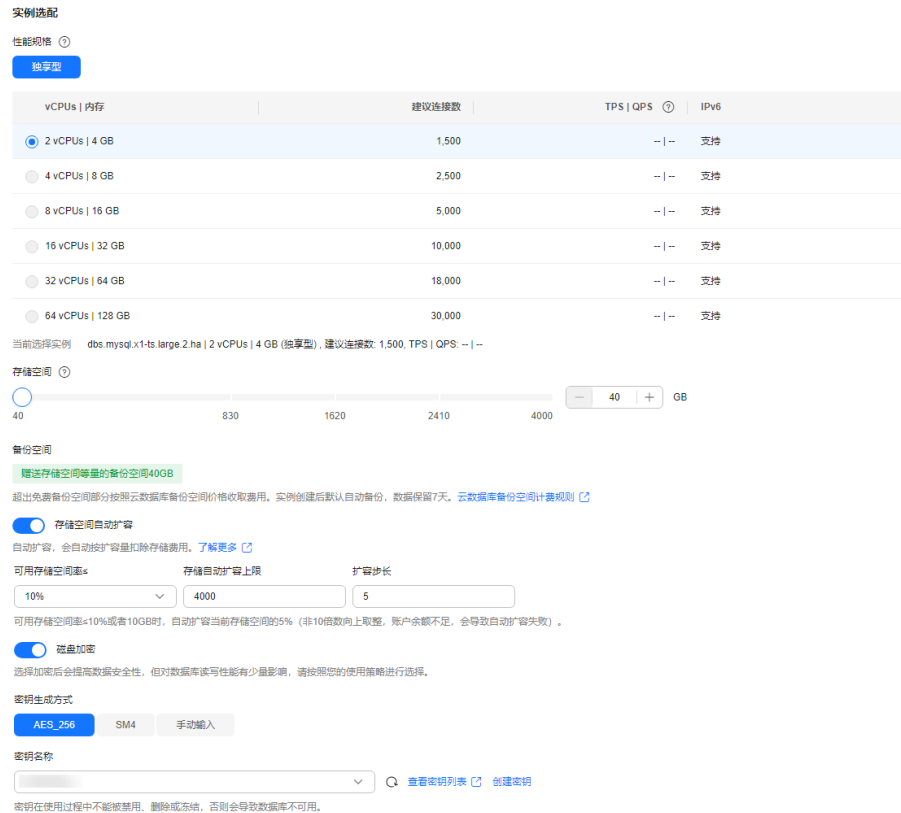 实例选配
性能规格 ?
独享型
vCPUs | 内存 建议连接数 TPS | QPS ? IPv6
2 vCPUs | 4 GB 1,500 -- | -- 支持
4 vCPUs | 8 GB 2,500 -- | -- 支持
8 vCPUs | 16 GB 5,000 -- | -- 支持
16 vCPUs | 32 GB 10,000 -- | -- 支持
32 vCPUs | 64 GB 18,000 -- | -- 支持
64 vCPUs | 128 GB 30,000 -- | -- 支持
当前选择实例 dbs.mysql.x1-ts.large.2.ha | 2 vCPUs | 4 GB (独享型) , 建议连接数: 1,500, TPS | QPS: -- | --
存储空间 ?
40 GB
40 830 1620 2410 4000
备份空间
赠送存储空间等量的备份空间40GB
超出免费备份空间部分按照云数据库备份空间价格收取费用。实例创建后默认自动备份，数据保留7天。云数据库备份空间计费规则
存储空间自动扩容
自动扩容，会自动按扩容量扣除存储费用。了解更多
可用存储空间率≤ 存储自动扩容上限 扩容步长
10% 4000 5
可用存储空间率≤10%或者10GB时，自动扩容当前存储空间的5%（非10倍数向上取整，账户余额不足，会导致自动扩容失败）。
磁盘加密
选择加密后会提高数据安全性，但对数据库读写性能有少量影响，请按照您的使用策略进行选择。
密钥生成方式
AES_256 SM4 手动输入
密钥名称
查看密钥列表 创建密钥
密钥在使用过程中不能被禁用、删除或冻结，否则会导致数据库不可用。